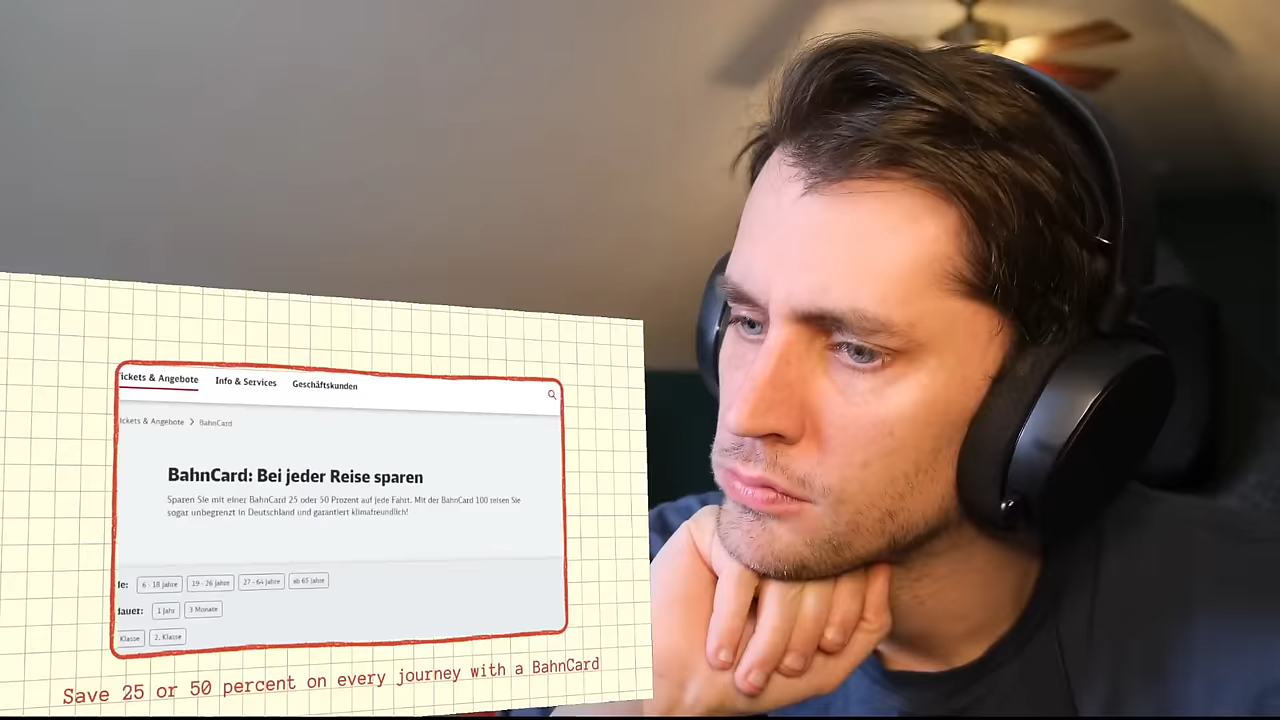 ickets & Angebote Info & Services Geschäftskunden
ickets & Angebote > BahnCard
BahnCard: Bei jeder Reise sparen
Sparen Sie mit einer BahnCard 25 oder 50 Prozent auf jede Fahrt. Mit der BahnCard 100 reisen Sie
sogar unbegrenzt in Deutschland und garantiert klimafreundlich!
le: 6 - 18 Jahre 19 - 26 Jahre 27 - 64 Jahre ab 65 Jahre
dauer: 1 Jahr 3 Monate
Klasse 2. Klasse
Save 25 or 50 percent on every journey with a BahnCard